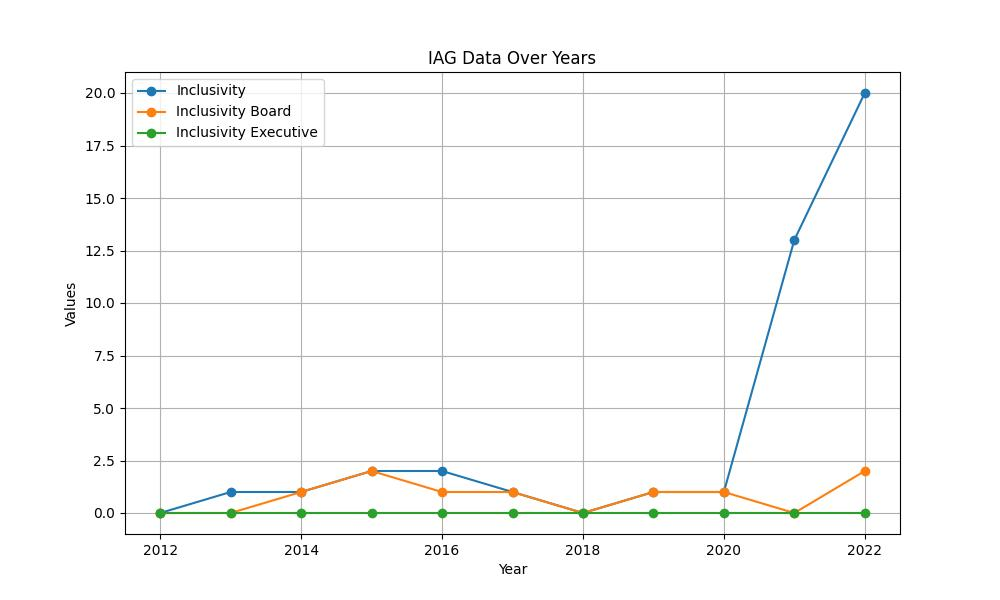 IAG Data Over Years
Inclusivity
Inclusivity Board
Inclusivity Executive
20.0
17.5
15.0
12.5
10.0
7.5
5.0
2.5
0.0
Values
2012 2014 2016 2018 2020 2022
Year